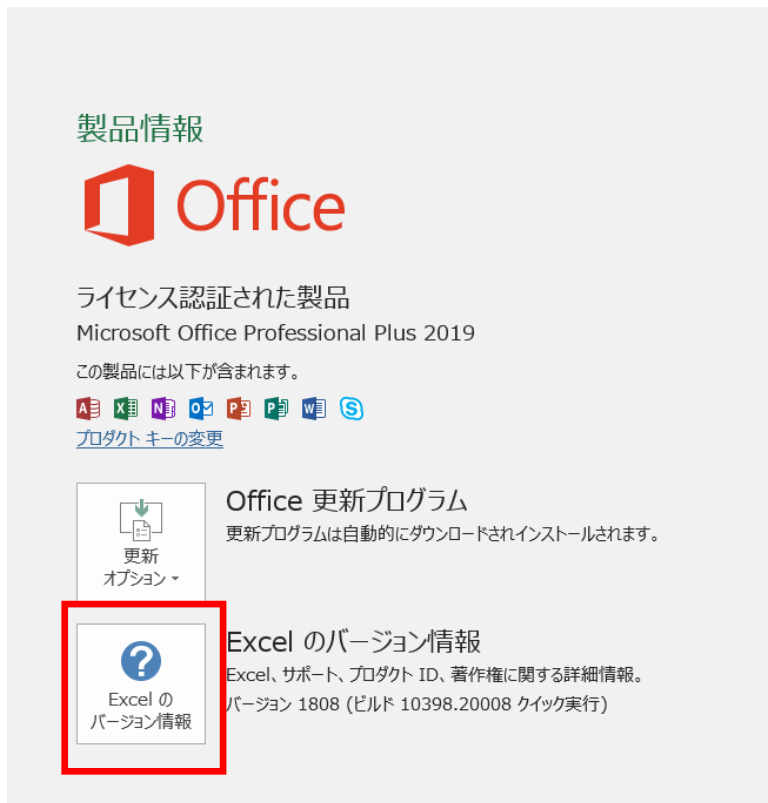 製品情報
Office
ライセンス認証された製品
Microsoft Office Professional Plus 2019
この製品には以下が含まれます。
A X N O P P W S
プロダクト キーの変更
Office 更新プログラム
更新プログラムは自動的にダウンロードされインストールされます。
更新
オプション
Excel のバージョン情報
Excel、サポート、プロダクト ID、著作権に関する詳細情報。
バージョン 1808 (ビルド 10398.20008 クイック実行)
?
Excel の
バージョン情報